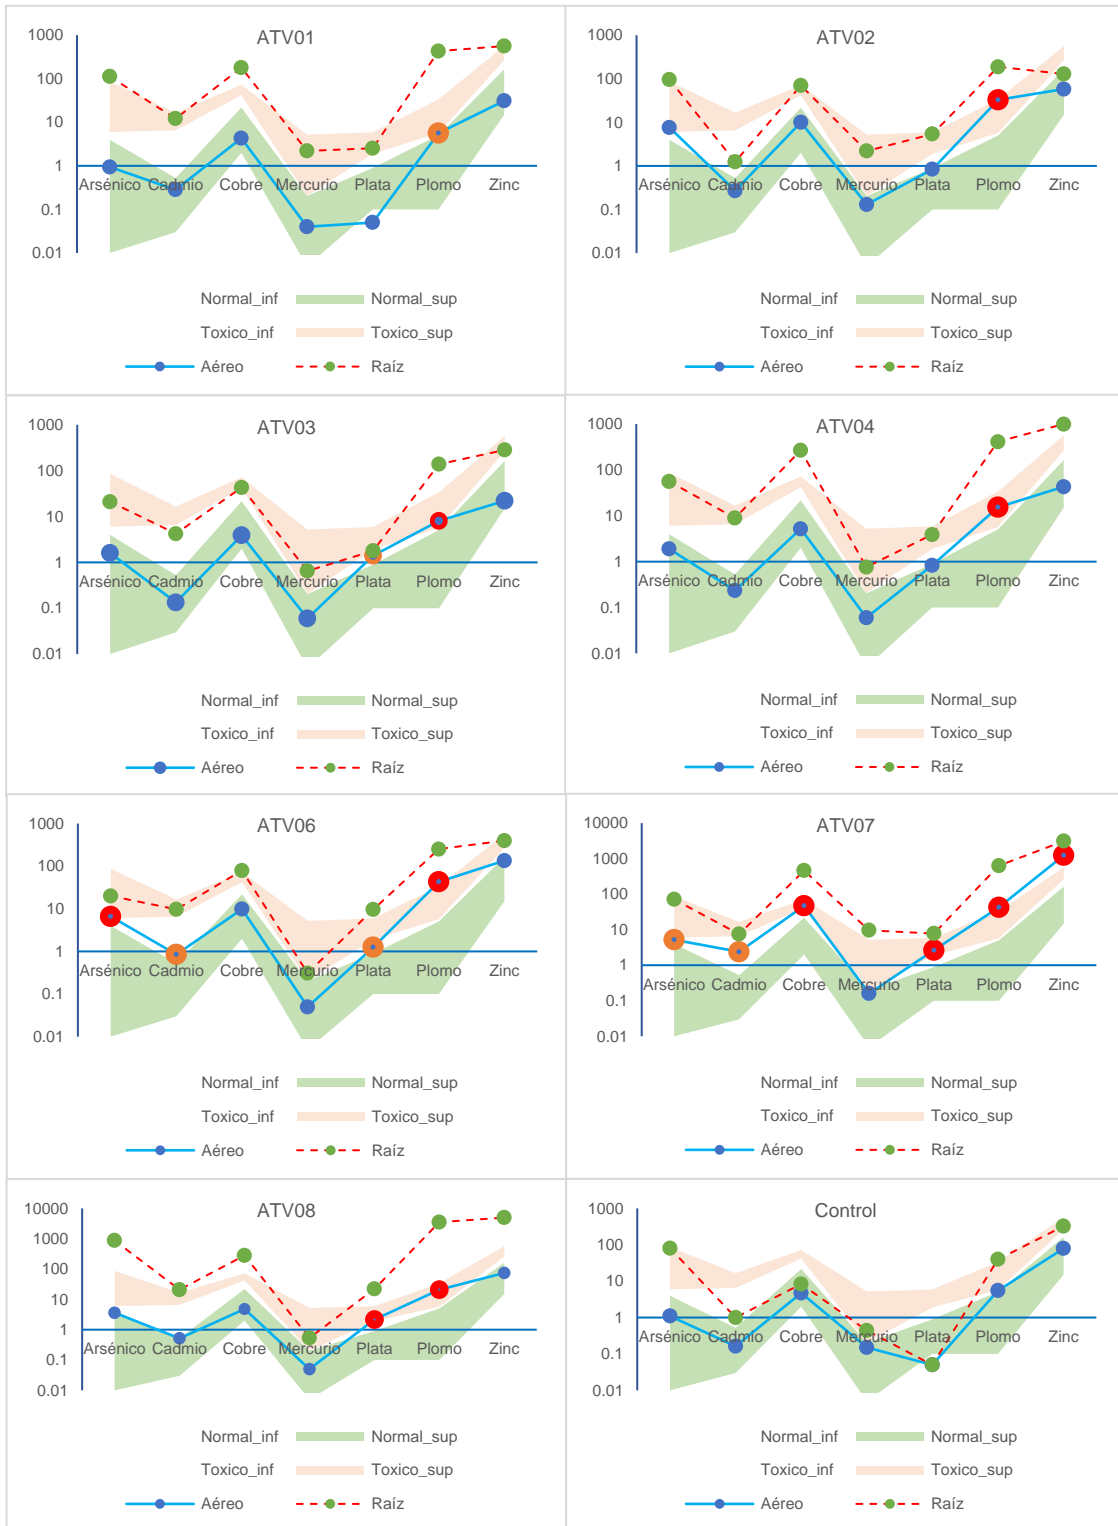 ATV01
1000
100
10
1
0.1
0.01
Arsénico Cadmio Cobre Mercurio Plata Plomo Zinc
Normal_inf Normal_sup
Toxico_inf Toxico_sup
Aéreo Raíz
ATV02
1000
100
10
1
0.1
0.01
Arsénico Cadmio Cobre Mercurio Plata Plomo Zinc
Normal_inf Normal_sup
Toxico_inf Toxico_sup
Aéreo Raíz
ATV03
1000
100
10
1
0.1
0.01
Arsénico Cadmio Cobre Mercurio Plata Plomo Zinc
Normal_inf Normal_sup
Toxico_inf Toxico_sup
Aéreo Raíz
ATV04
1000
100
10
1
0.1
0.01
Arsénico Cadmio Cobre Mercurio Plata Plomo Zinc
Normal_inf Normal_sup
Toxico_inf Toxico_sup
Aéreo Raíz
ATV06
1000
100
10
1
0.1
0.01
Arsénico Cadmio Cobre Mercurio Plata Plomo Zinc
Normal_inf Normal_sup
Toxico_inf Toxico_sup
Aéreo Raíz
ATV07
10000
1000
100
10
1
0.1
0.01
Arsénico Cadmio Cobre Mercurio Plata Plomo Zinc
Normal_inf Normal_sup
Toxico_inf Toxico_sup
Aéreo Raíz
ATV08
10000
1000
100
10
1
0.1
0.01
Arsénico Cadmio Cobre Mercurio Plata Plomo Zinc
Normal_inf Normal_sup
Toxico_inf Toxico_sup
Aéreo Raíz
Control
1000
100
10
1
0.1
0.01
Arsénico Cadmio Cobre Mercurio Plata Plomo Zinc
Normal_inf Normal_sup
Toxico_inf Toxico_sup
Aéreo Raíz